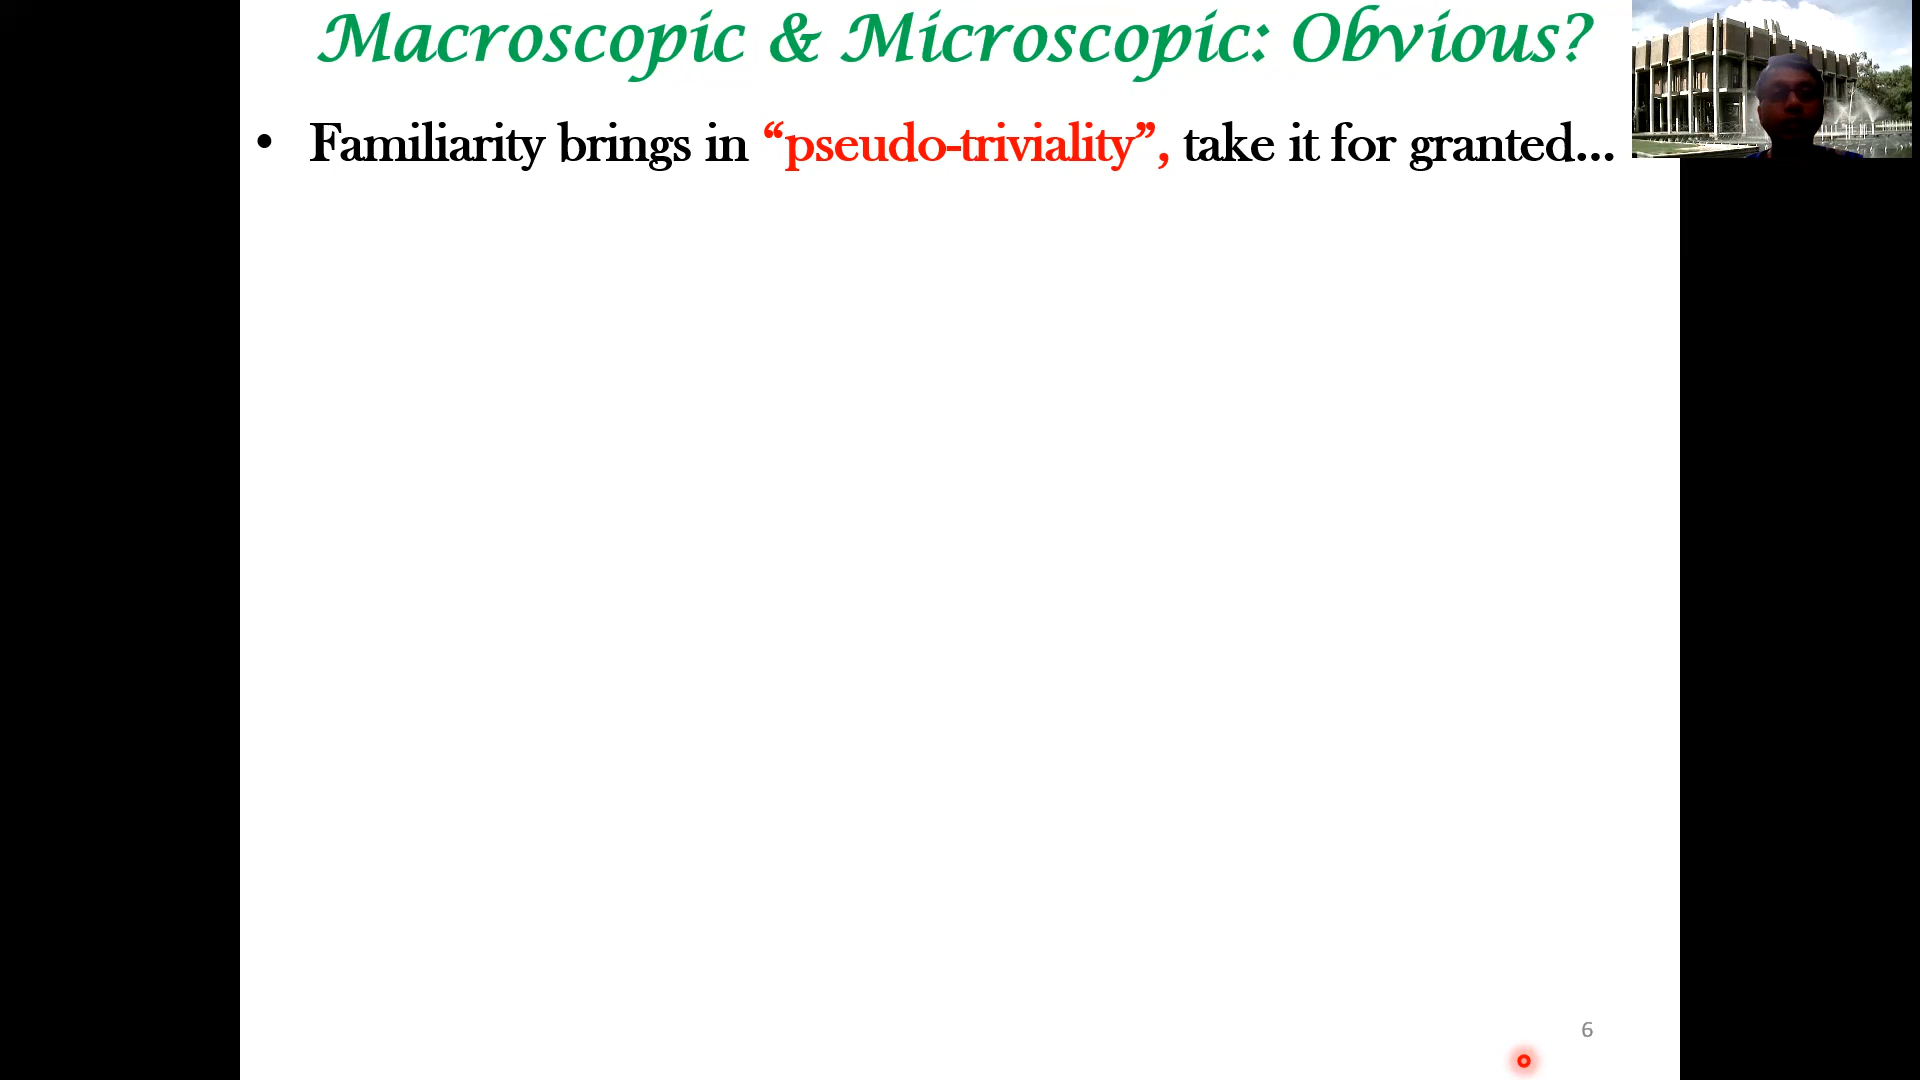 Macroscopic & Microscopic: Obvious?
• Familiarity brings in “pseudo-triviality”, take it for granted...
6